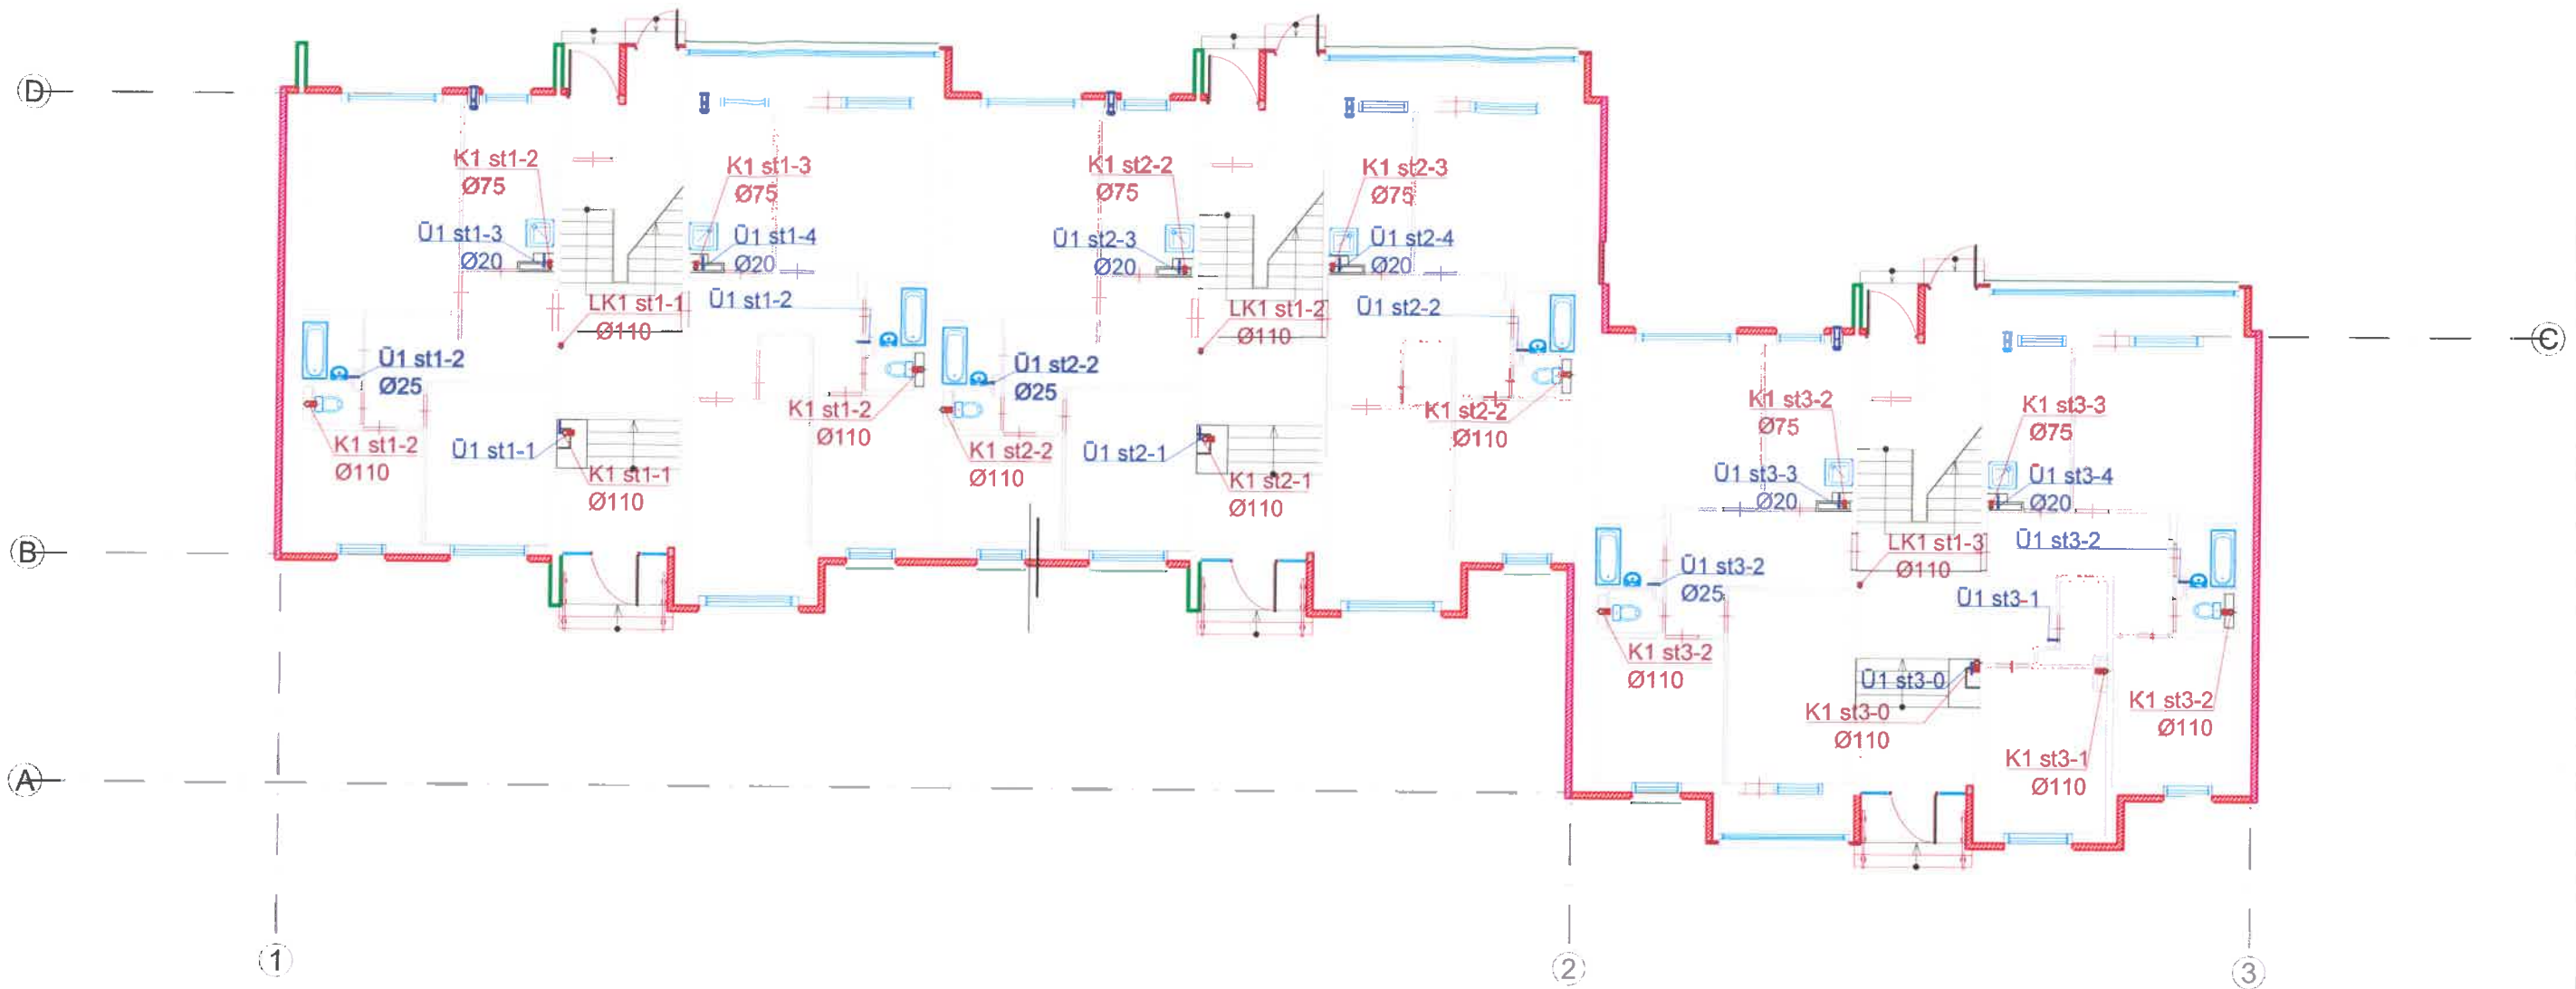 D
K1 st1-2
Ø75
K1 st1-3
Ø75
Ū1 st1-3
Ø20
Ū1 st1-4
Ø20
LK1 st1-1
Ø110
Ū1 st1-2
Ū1 st1-2
Ø25
K1 st1-2
Ø110
Ū1 st1-1
K1 st1-1
Ø110
K1 st1-2
Ø110
K1 st2-2
Ø75
K1 st2-3
Ø75
Ū1 st2-3
Ø20
Ū1 st2-4
Ø20
LK1 st1-2
Ø110
Ū1 st2-2
Ū1 st2-2
Ø25
K1 st2-2
Ø110
Ū1 st2-1
K1 st2-1
Ø110
K1 st2-2
Ø110
C
K1 st3-2
Ø75
K1 st3-3
Ø75
Ū1 st3-3
Ø20
Ū1 st3-4
Ø20
LK1 st1-3
Ø110
Ū1 st3-2
Ū1 st3-2
Ø25
Ū1 st3-1
K1 st3-2
Ø110
Ū1 st3-0
K1 st3-0
Ø110
K1 st3-1
Ø110
K1 st3-2
Ø110
B
A
1
2
3